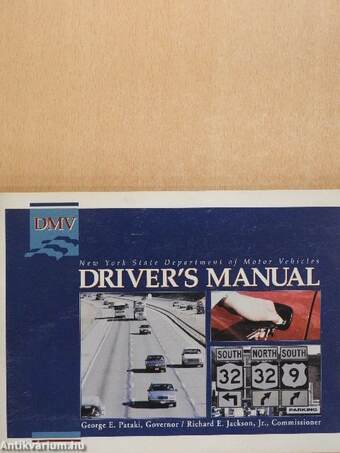 DMV
New York State Department of Motor Vehicles
DRIVER'S MANUAL
SOUTH NORTH SOUTH
32 32 9
PARKING
George E. Pataki, Governor / Richard E. Jackson, Jr., Commissioner
Antikvarium.hu